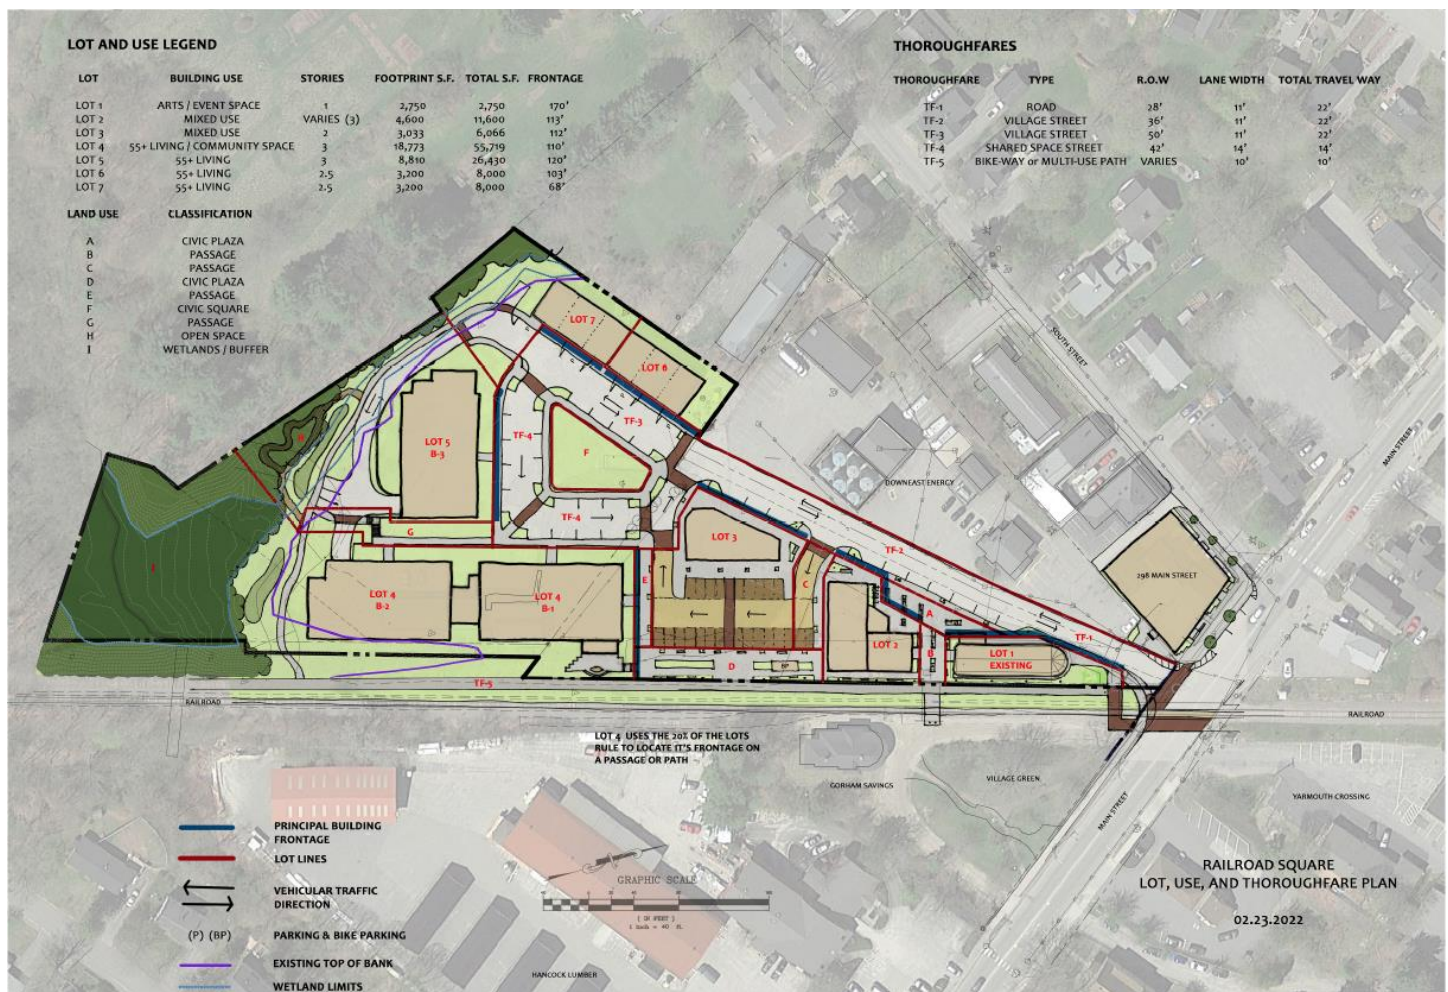 LOT AND USE LEGEND
LOT BUILDING USE STORIES FOOTPRINT S.F. TOTAL S.F. FRONTAGE
LOT 1 ARTS / EVENT SPACE 1 2,750 2,750 170'
LOT 2 MIXED USE VARIES (3) 4,600 11,600 113'
LOT 3 MIXED USE 2 3,033 6,066 112'
LOT 4 55+ LIVING / COMMUNITY SPACE 3 18,773 55,719 110'
LOT 5 55+ LIVING 3 8,810 26,430 120'
LOT 6 55+ LIVING 2.5 3,200 8,000 103'
LOT 7 55+ LIVING 2.5 3,200 8,000 68'
LAND USE CLASSIFICATION
A CIVIC PLAZA
B PASSAGE
C PASSAGE
D CIVIC PLAZA
E PASSAGE
F CIVIC SQUARE
G PASSAGE
H OPEN SPACE
I WETLANDS / BUFFER
THOROUGHFARES
THOROUGHFARE TYPE R.O.W LANE WIDTH TOTAL TRAVEL WAY
TF-1 ROAD 28' 11' 22'
TF-2 VILLAGE STREET 36' 11' 22'
TF-3 VILLAGE STREET 50' 11' 22'
TF-4 SHARED SPACE STREET 42' 14' 14'
TF-5 BIKE-WAY or MULTI-USE PATH VARIES 10' 10'
LOT 7
LOT 6
SOUTH STREET
TF-3
TF-4
LOT 5
B-3
H
F
MAIN STREET
DOWNEAST ENERGY
TF-4
G
LOT 3
TF-2
I
E
C
298 MAIN STREET
LOT 4
B-2
LOT 4
B-1
A
TF-1
LOT 2
B
LOT 1
EXISTING
D
BP
TF-5
RAILROAD
RAILROAD
LOT 4 USES THE 20% OF THE LOTS
RULE TO LOCATE IT'S FRONTAGE ON
A PASSAGE OR PATH
GORHAM SAVINGS
VILLAGE GREEN
MAIN STREET
YARMOUTH CROSSING
PRINCIPAL BUILDING
FRONTAGE
LOT LINES
VEHICULAR TRAFFIC
DIRECTION
(P) (BP) PARKING & BIKE PARKING
EXISTING TOP OF BANK
WETLAND LIMITS
GRAPHIC SCALE
( IN FEET )
1 inch = 40 ft.
HANCOCK LUMBER
RAILROAD SQUARE
LOT, USE, AND THOROUGHFARE PLAN
02.23.2022